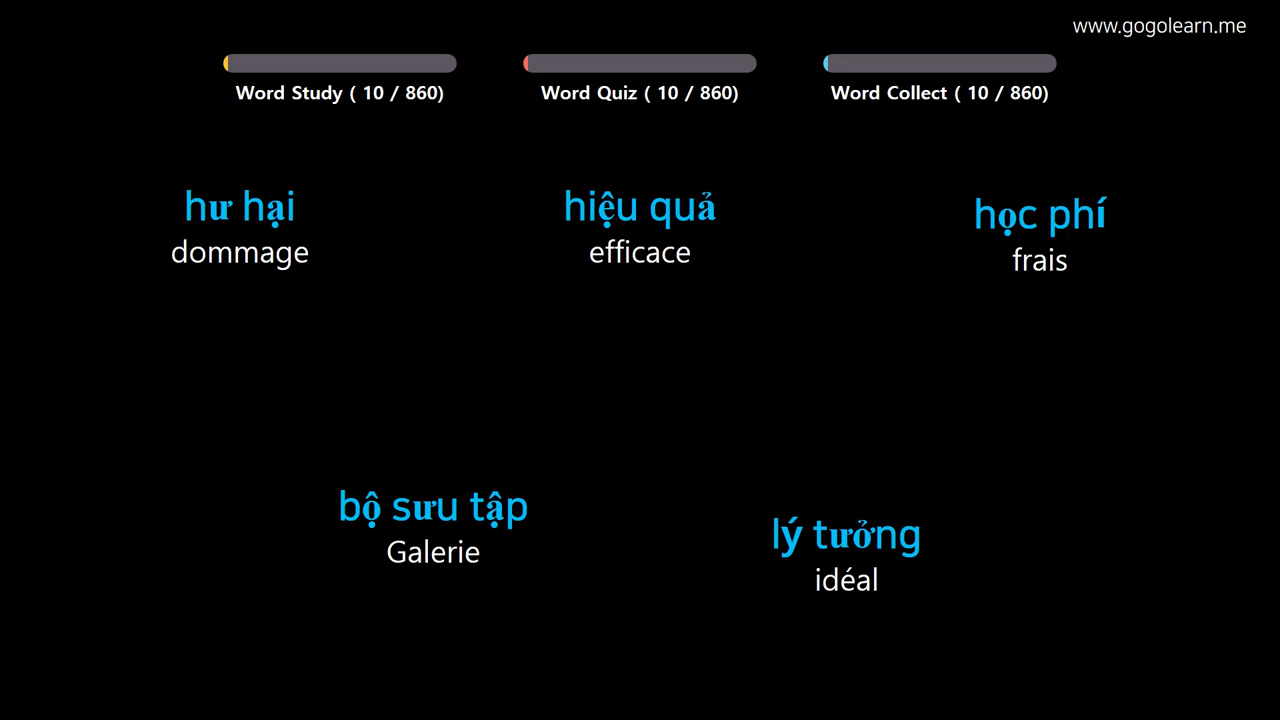 www.gogolearn.me
Word Study ( 10 / 860)
Word Quiz ( 10 / 860)
Word Collect ( 10 / 860)
hư hại
dommage
hiệu quả
efficace
học phí
frais
bộ sưu tập
Galerie
lý tưởng
idéal